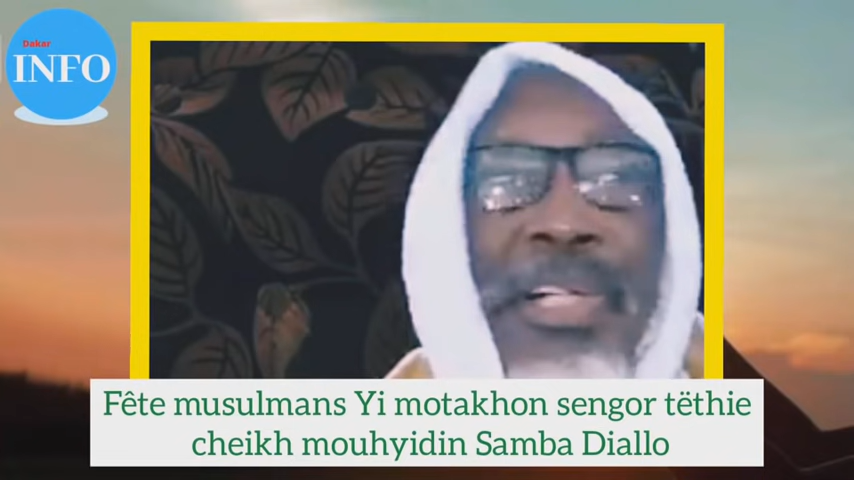 Dakar
INFO
Fête musulmans Yi motakhon sengor tëthie
cheikh mouhyidin Samba Diallo